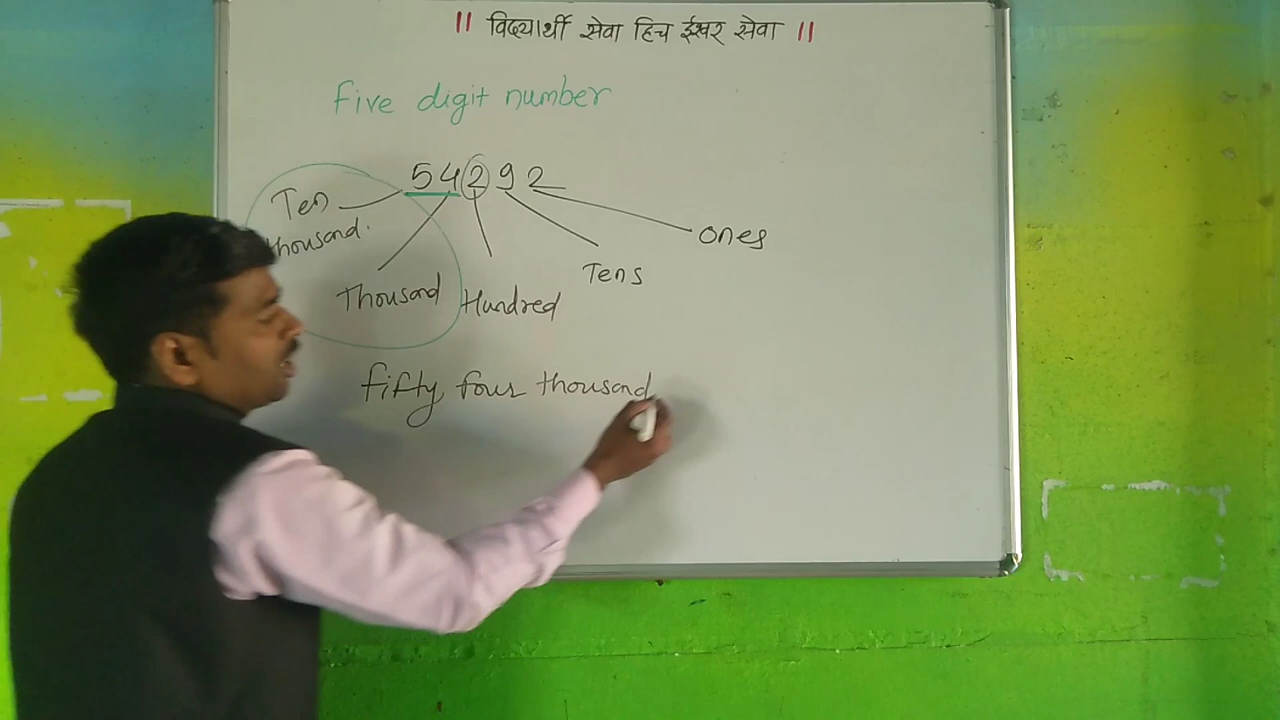 || विद्यार्थी सेवा हिच ईश्वर सेवा ||
five digit number
54292
Ten
thousand.
ones
Tens
Thousand
Hundred
fifty four thousand